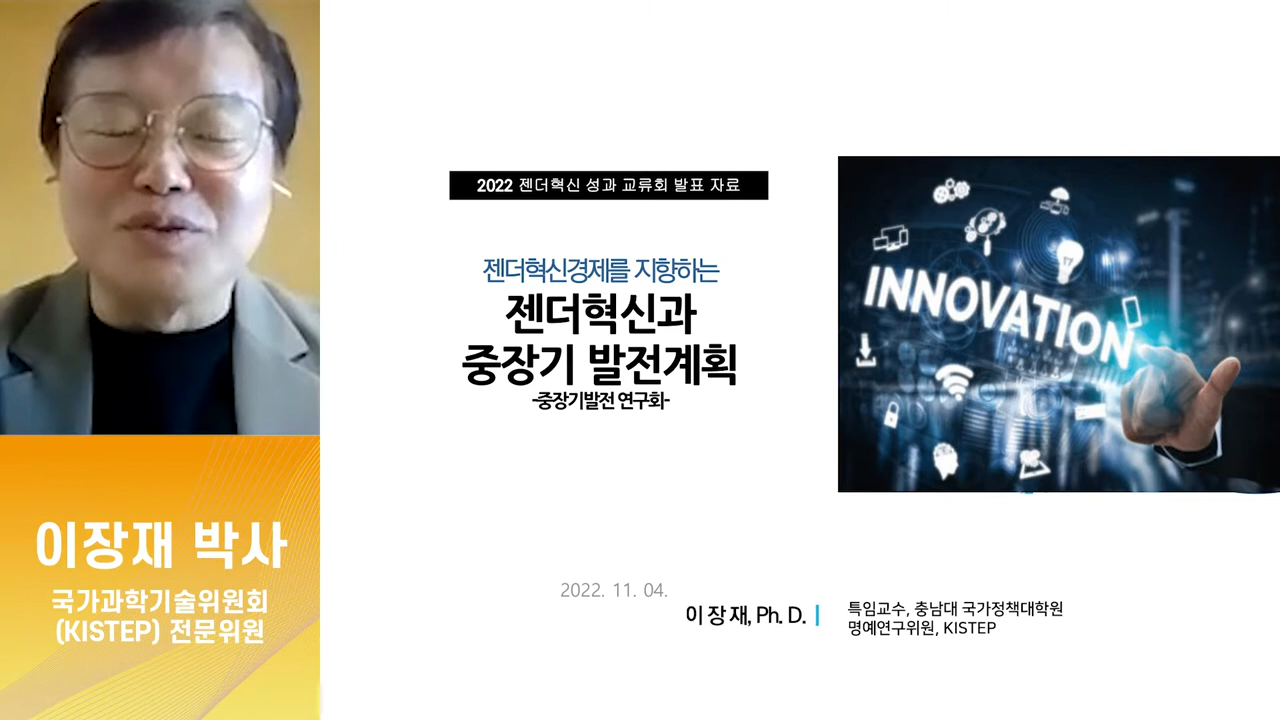 이장재 박사
국가과학기술위원회
(KISTEP) 전문위원
2022 젠더혁신 성과 교류회 발표 자료
젠더혁신경제를 지향하는
젠더혁신과
중장기 발전계획
-중장기발전 연구회-
INNOVATION
2022. 11. 04.
이 장 재, Ph. D.
특임교수, 충남대 국가정책대학원
명예연구위원, KISTEP